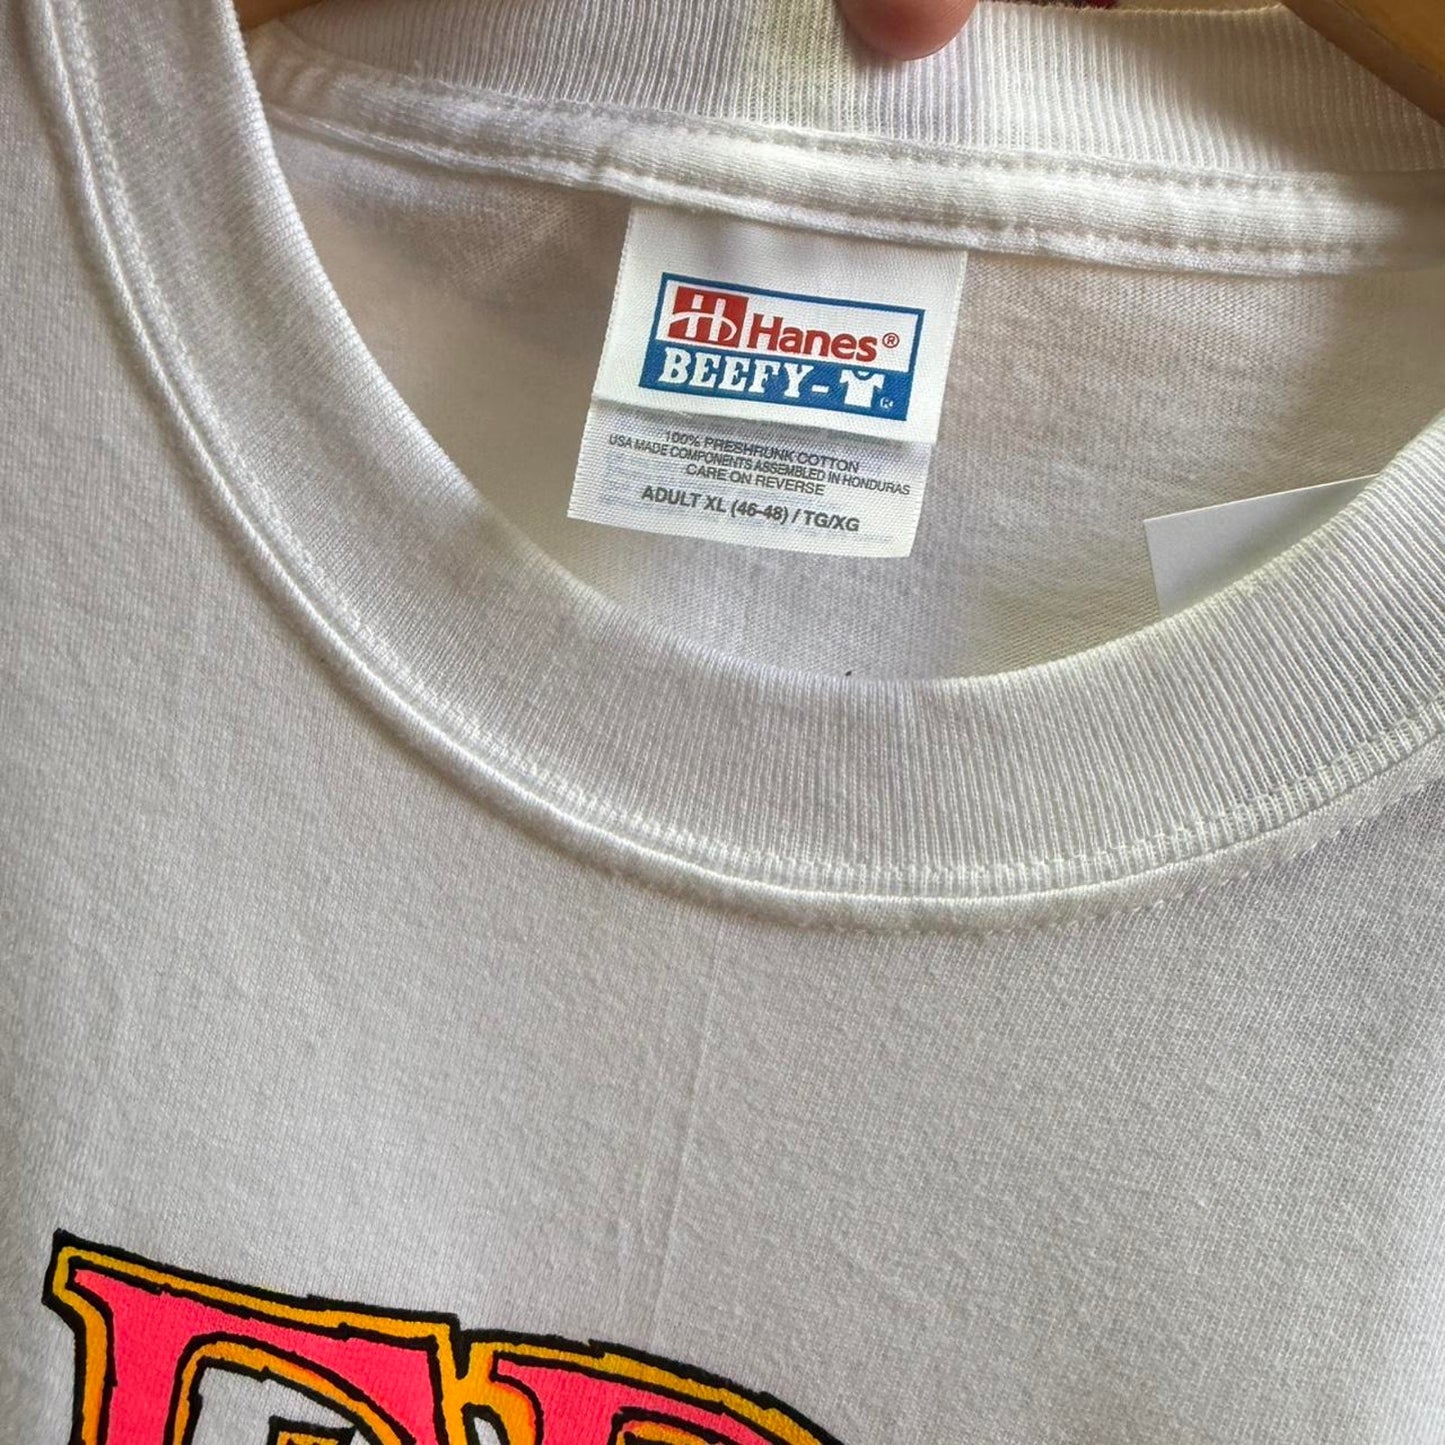 Hanes®
BEEFY-T®
100% PRESHRUNK COTTON
USA MADE COMPONENTS ASSEMBLED IN HONDURAS
CARE ON REVERSE
ADULT XL (46-48) / TG/XG